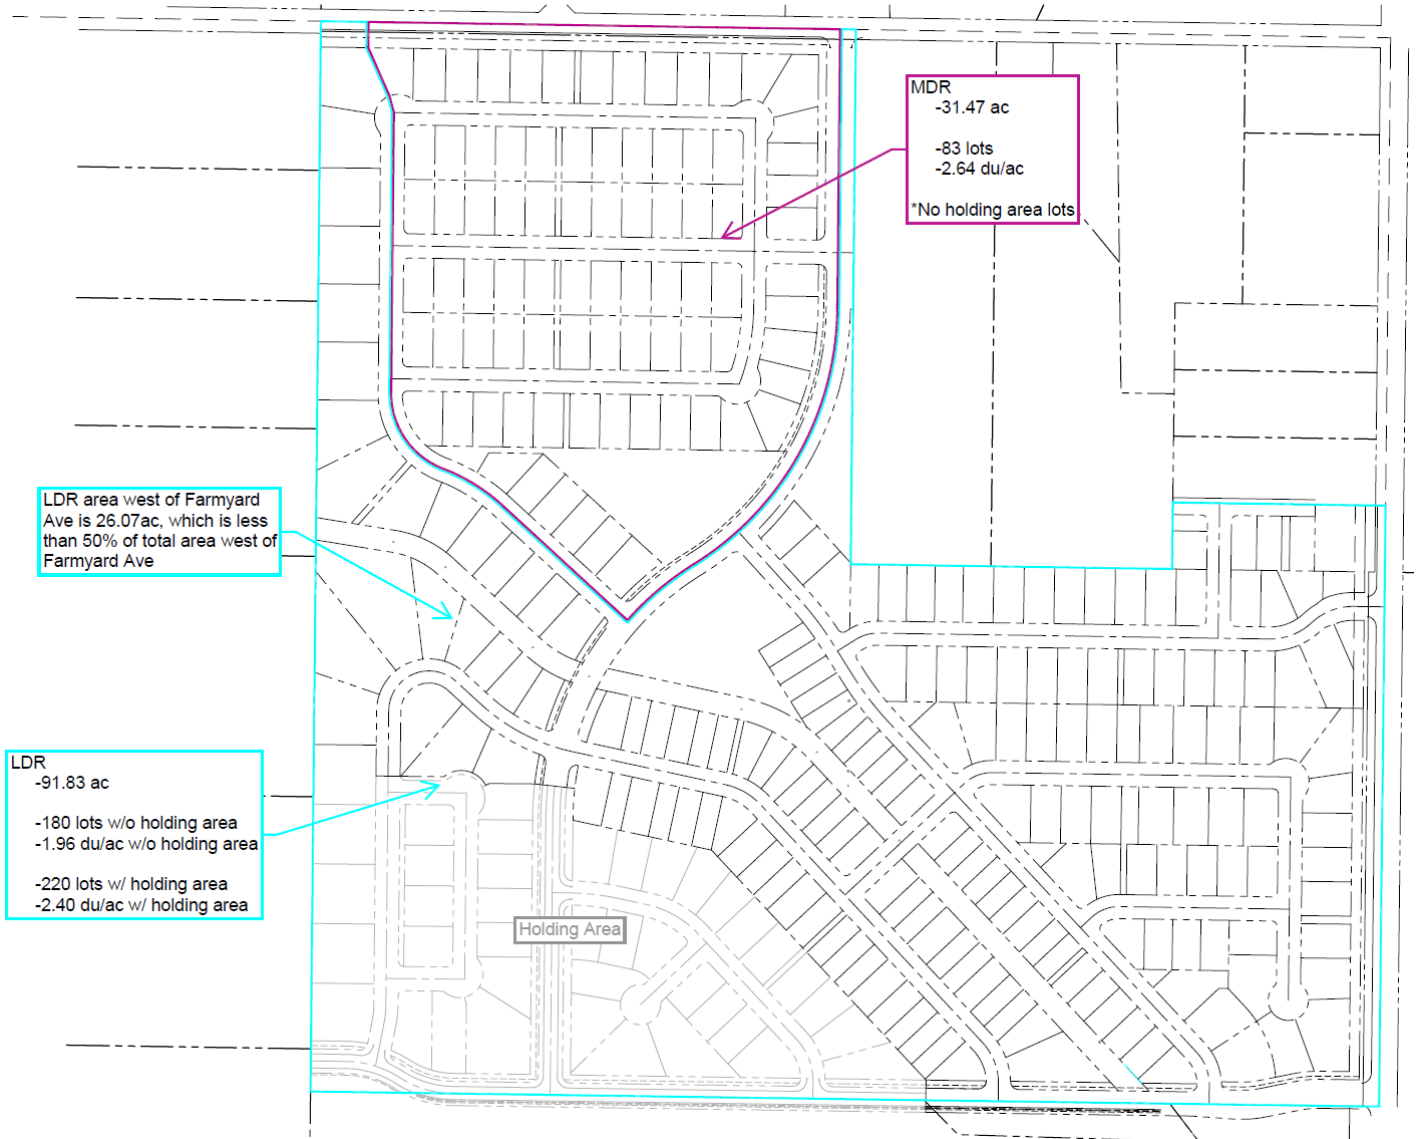 MDR
-31.47 ac
-83 lots
-2.64 du/ac
*No holding area lots
LDR area west of Farmyard
Ave is 26.07ac, which is less
than 50% of total area west of
Farmyard Ave
LDR
-91.83 ac
-180 lots w/o holding area
-1.96 du/ac w/o holding area
-220 lots w/ holding area
-2.40 du/ac w/ holding area
Holding Area